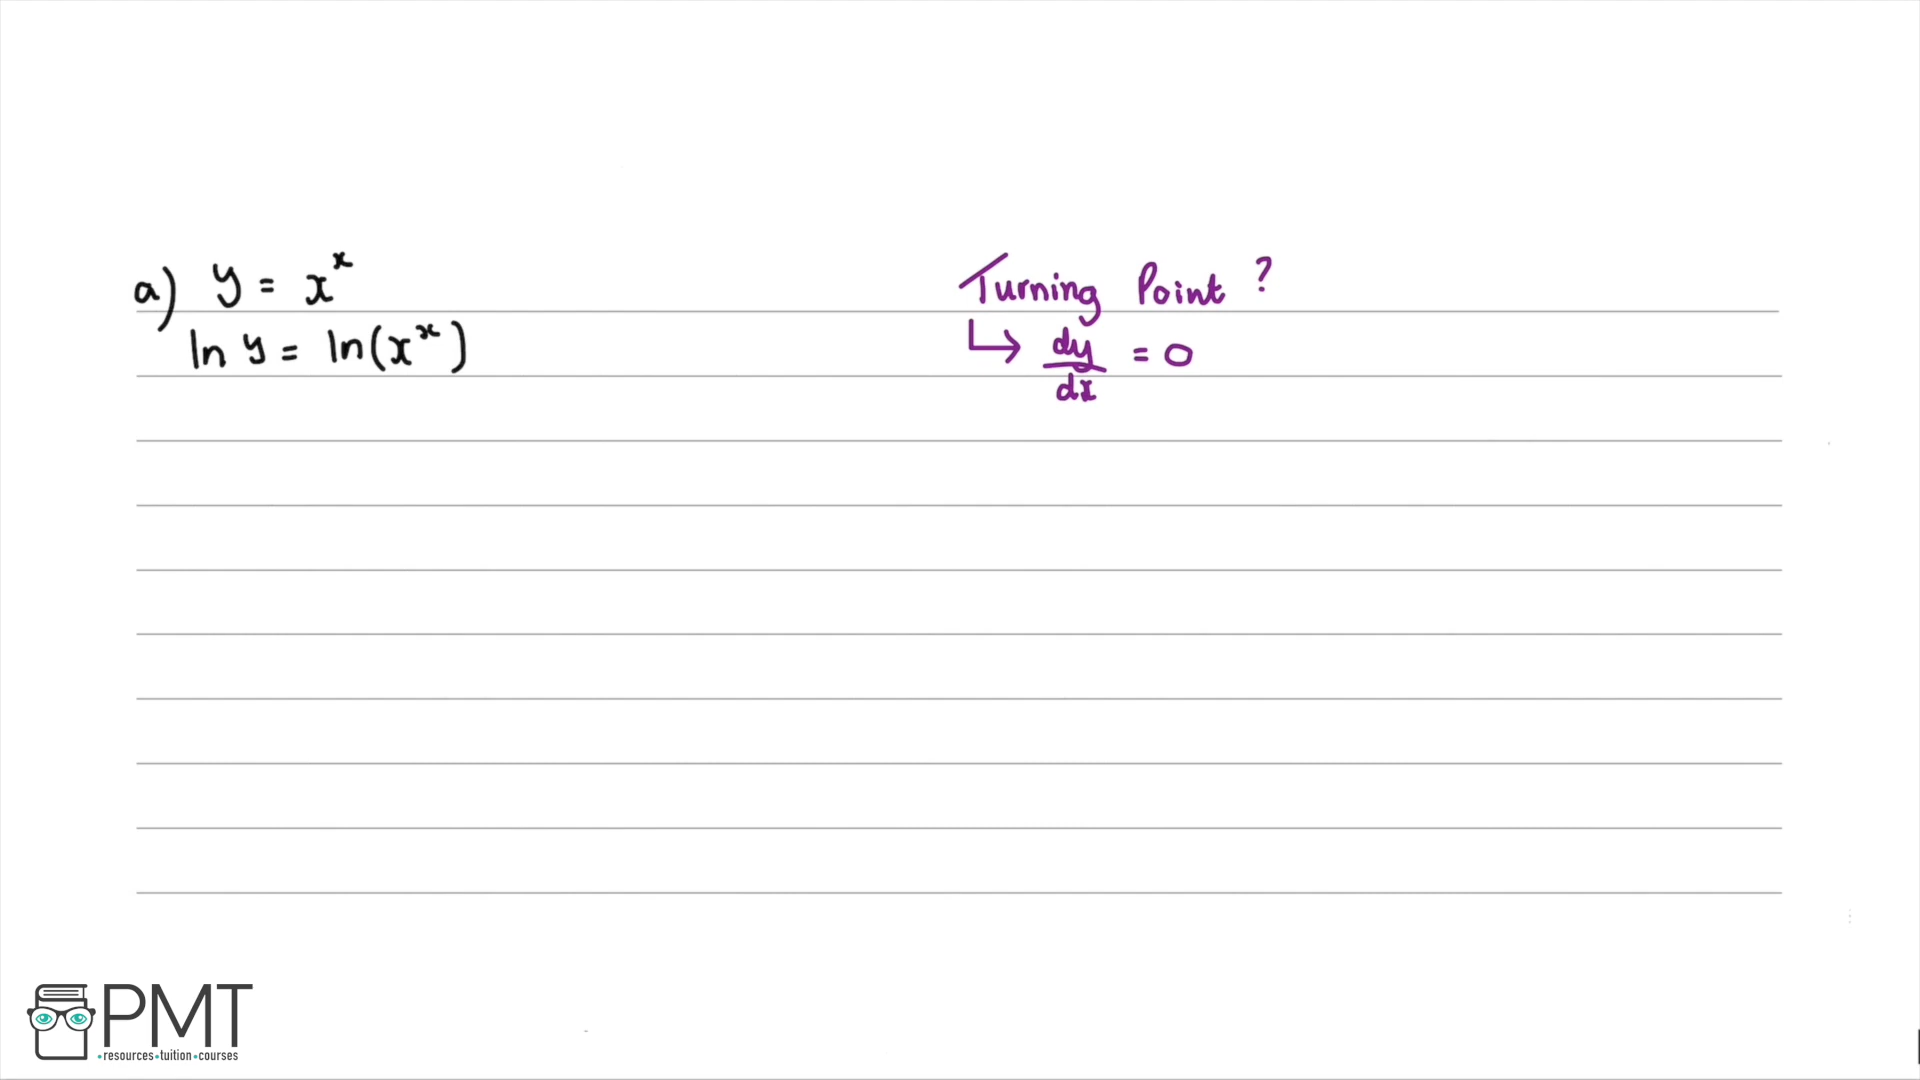 a) y = x^x
ln y = ln(x^x)
Turning Point ?
↳ dy/dx = 0
PMT
•resources•tuition•courses